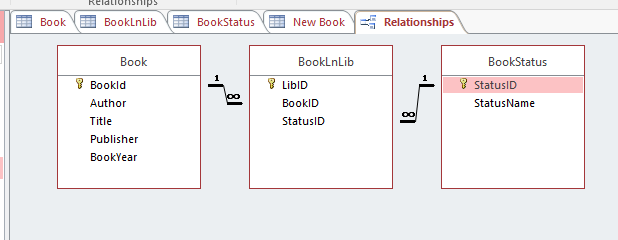 Relationships
Book BookLnLib BookStatus New Book Relationships
Book
BookId
Author
Title
Publisher
BookYear
1
∞
BookLnLib
LibID
BookID
StatusID
1
∞
BookStatus
StatusID
StatusName